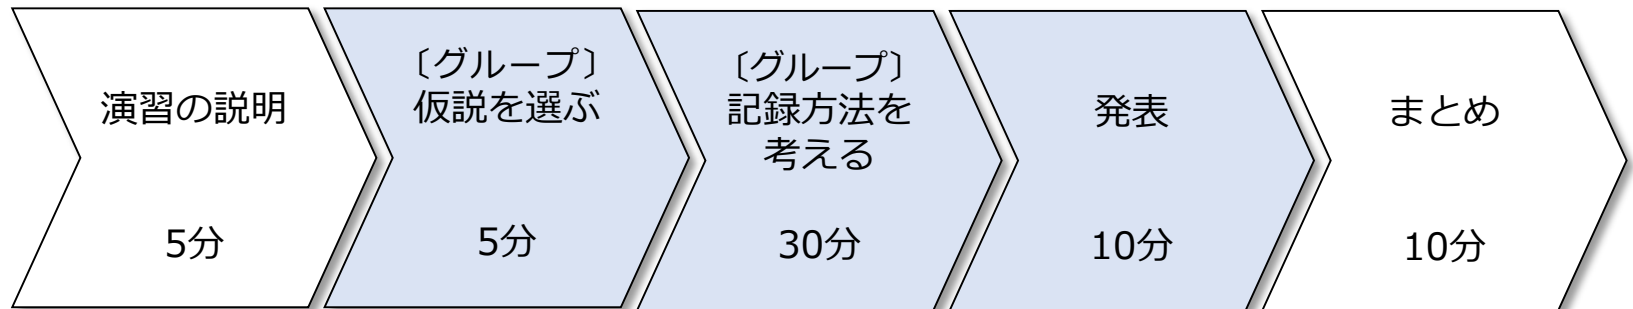 演習の説明
5分
〔グループ〕
仮説を選ぶ
5分
〔グループ〕
記録方法を
考える
30分
発表
10分
まとめ
10分